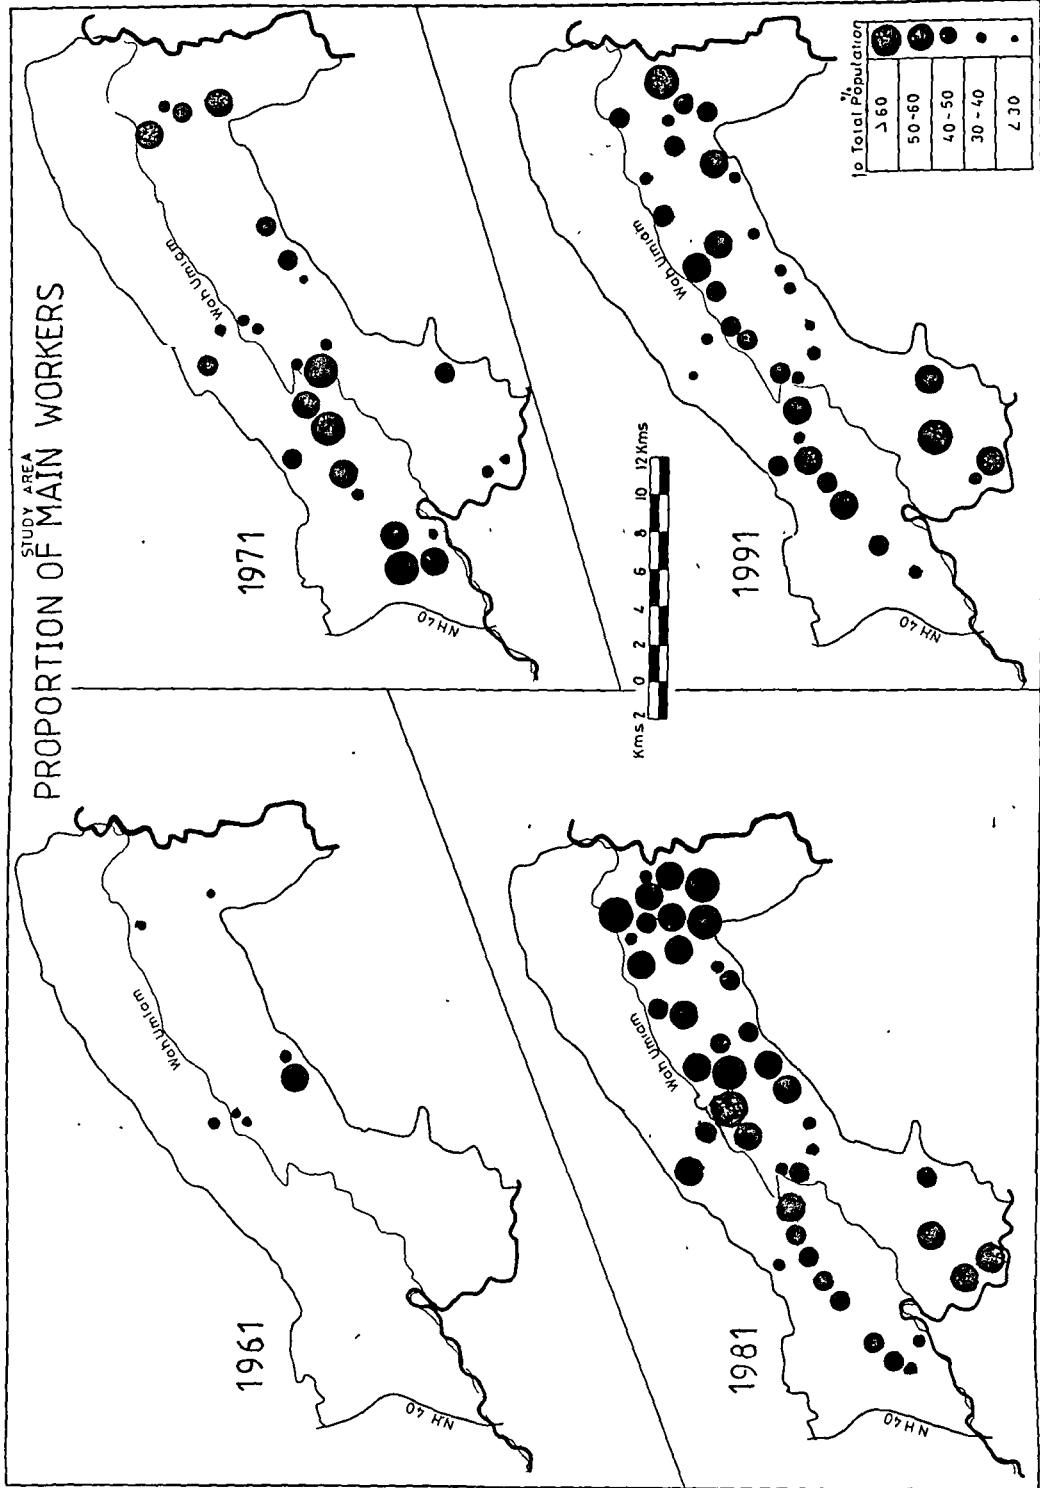 STUDY AREA
PROPORTION OF MAIN WORKERS
1961
Wah Umiam
NH 40
1971
Wah Umiam
NH 40
1981
Wah Umiam
NH 40
1991
Wah Umiam
NH 40
Kms 2 0 2 4 6 8 10 12 Kms
%
to Total Population
>60
50-60
40-50
30-40
<30